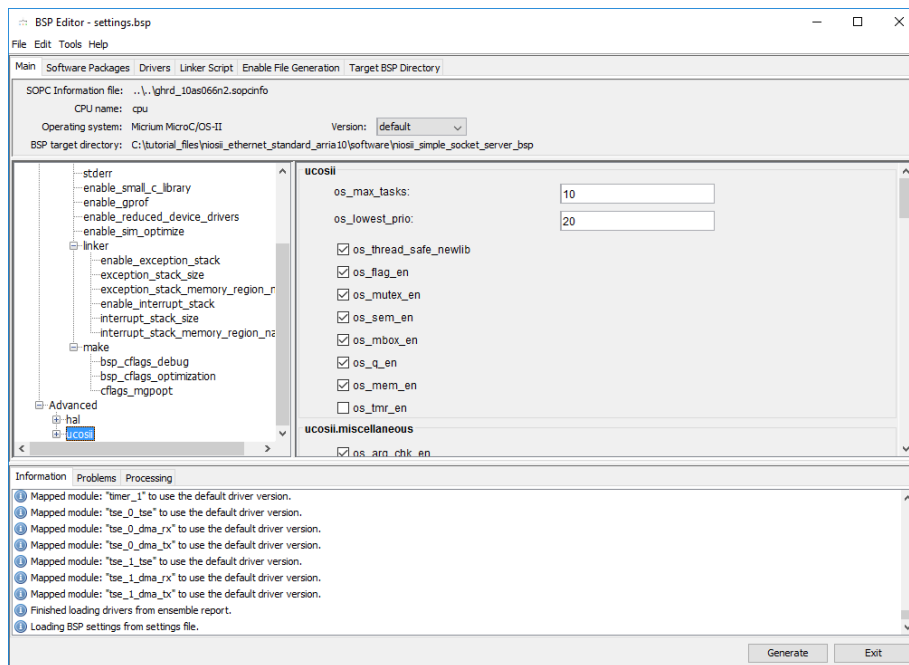 BSP Editor - settings.bsp
File Edit Tools Help
Main Software Packages Drivers Linker Script Enable File Generation Target BSP Directory
SOPC Information file: ..\..\ghrd_10as066n2.sopcinfo
CPU name: cpu
Operating system: Micrium MicroC/OS-II Version: default
BSP target directory: C:\tutorial_files\niosii_ethernet_standard_arria10\software\niosii_simple_socket_server_bsp
stderr
enable_small_c_library
enable_gprof
enable_reduced_device_drivers
enable_sim_optimize
linker
enable_exception_stack
exception_stack_size
exception_stack_memory_region_n
enable_interrupt_stack
interrupt_stack_size
interrupt_stack_memory_region_na
make
bsp_cflags_debug
bsp_cflags_optimization
cflags_mgpopt
Advanced
hal
ucosii
ucosii
os_max_tasks: 10
os_lowest_prio: 20
os_thread_safe_newlib
os_flag_en
os_mutex_en
os_sem_en
os_mbox_en
os_q_en
os_mem_en
os_tmr_en
ucosii.miscellaneous
os_arg_chk_en
Information Problems Processing
Mapped module: "timer_1" to use the default driver version.
Mapped module: "tse_0_tse" to use the default driver version.
Mapped module: "tse_0_dma_rx" to use the default driver version.
Mapped module: "tse_0_dma_tx" to use the default driver version.
Mapped module: "tse_1_tse" to use the default driver version.
Mapped module: "tse_1_dma_rx" to use the default driver version.
Mapped module: "tse_1_dma_tx" to use the default driver version.
Finished loading drivers from ensemble report.
Loading BSP settings from settings file.
Generate Exit